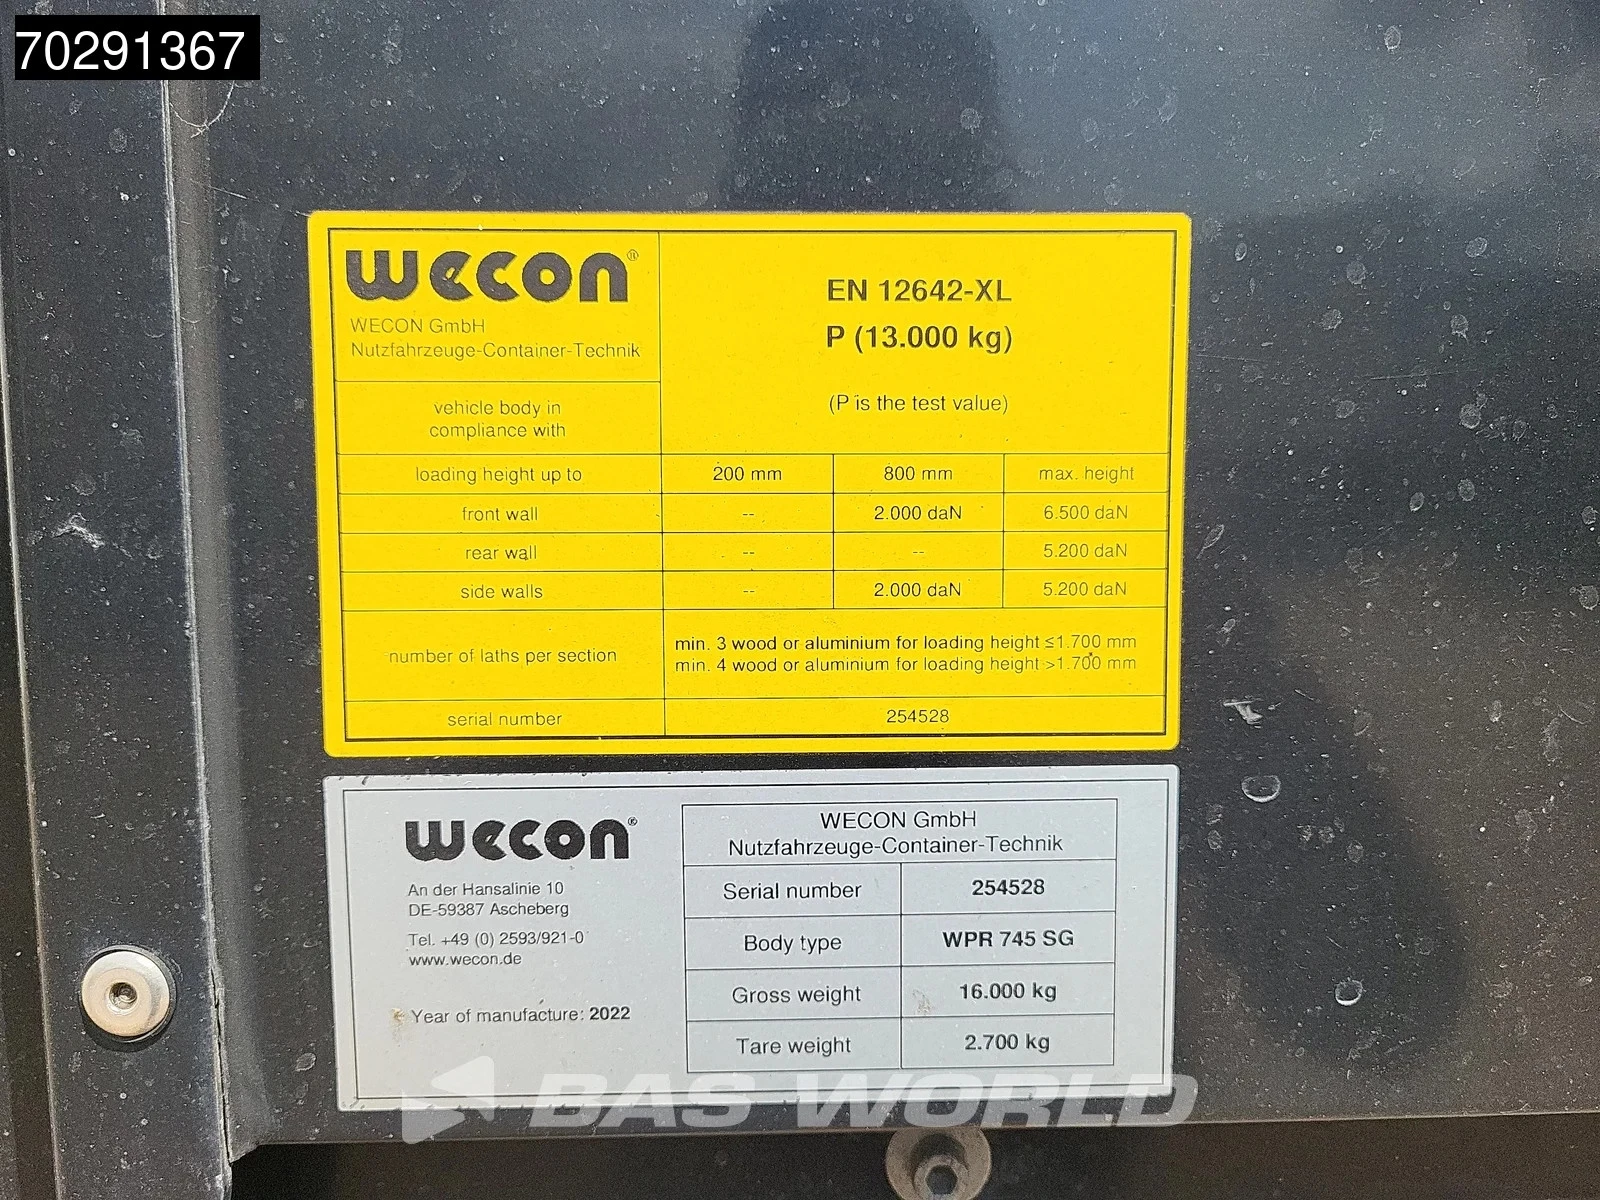 70291367
wecon®
WECON GmbH
Nutzfahrzeuge-Container-Technik
EN 12642-XL
P (13.000 kg)
(P is the test value)
vehicle body in
compliance with
loading height up to 200 mm 800 mm max. height
front wall -- 2.000 daN 6.500 daN
rear wall -- -- 5.200 daN
side walls -- 2.000 daN 5.200 daN
number of laths per section
min. 3 wood or aluminium for loading height ≤1.700 mm
min. 4 wood or aluminium for loading height >1.700 mm
serial number 254528
wecon®
An der Hansalinie 10
DE-59387 Ascheberg
Tel. +49 (0) 2593/921-0
www.wecon.de
Year of manufacture: 2022
WECON GmbH
Nutzfahrzeuge-Container-Technik
Serial number 254528
Body type WPR 745 SG
Gross weight 16.000 kg
Tare weight 2.700 kg
BAS WORLD